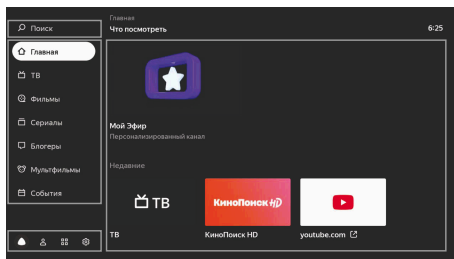 Поиск
Главная
ТВ
Фильмы
Сериалы
Блогеры
Мультфильмы
События
Главная
Что посмотреть
6:25
Мой Эфир
Персонализированный канал
Недавние
ТВ
КиноПоиск HD
ТВ
КиноПоиск HD
youtube.com